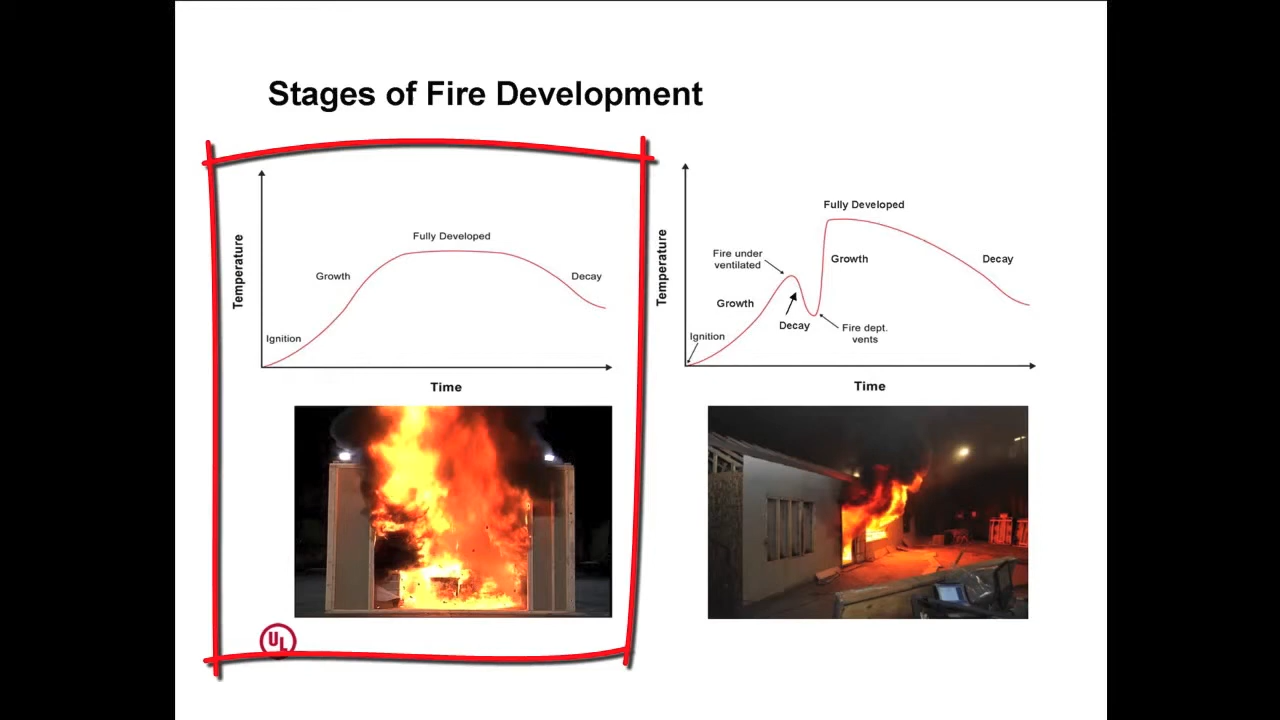 Stages of Fire Development
Temperature
Ignition
Growth
Fully Developed
Decay
Time
Temperature
Ignition
Growth
Fire under
ventilated
Decay
Fire dept.
vents
Growth
Fully Developed
Decay
Time
UL